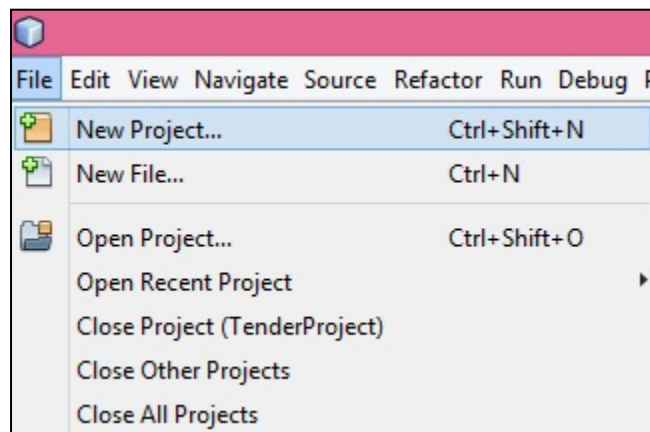 File Edit View Navigate Source Refactor Run Debug
New Project... Ctrl+Shift+N
New File... Ctrl+N
Open Project... Ctrl+Shift+O
Open Recent Project
Close Project (TenderProject)
Close Other Projects
Close All Projects